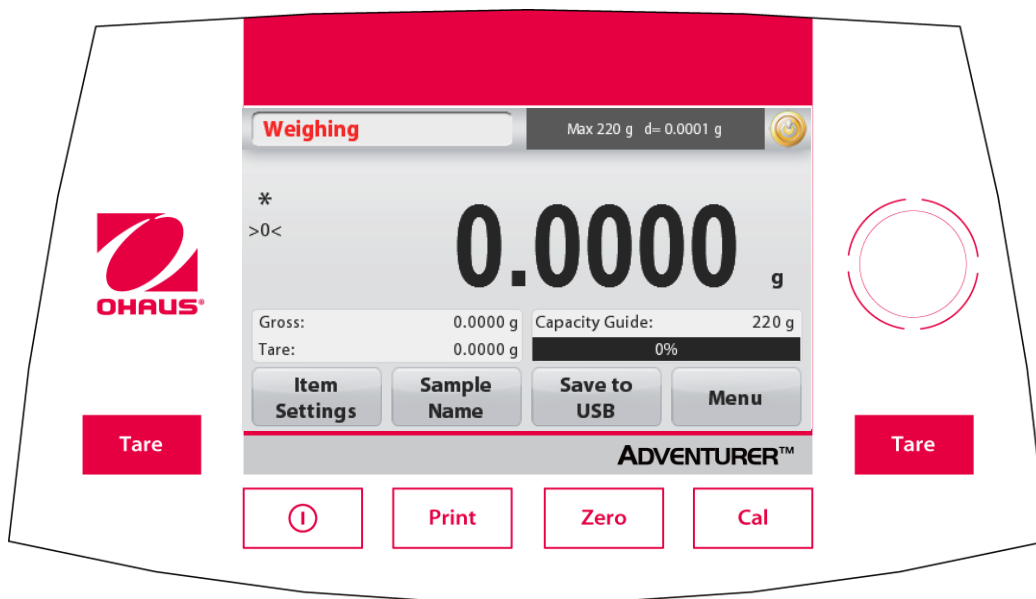 Weighing
Max 220 g d= 0.0001 g
*
>0<
0.0000 g
OHAUS®
Gross: 0.0000 g
Tare: 0.0000 g
Capacity Guide: 220 g
0%
Item
Settings
Sample
Name
Save to
USB
Menu
Tare
Tare
ADVENTURER™
Print
Zero
Cal